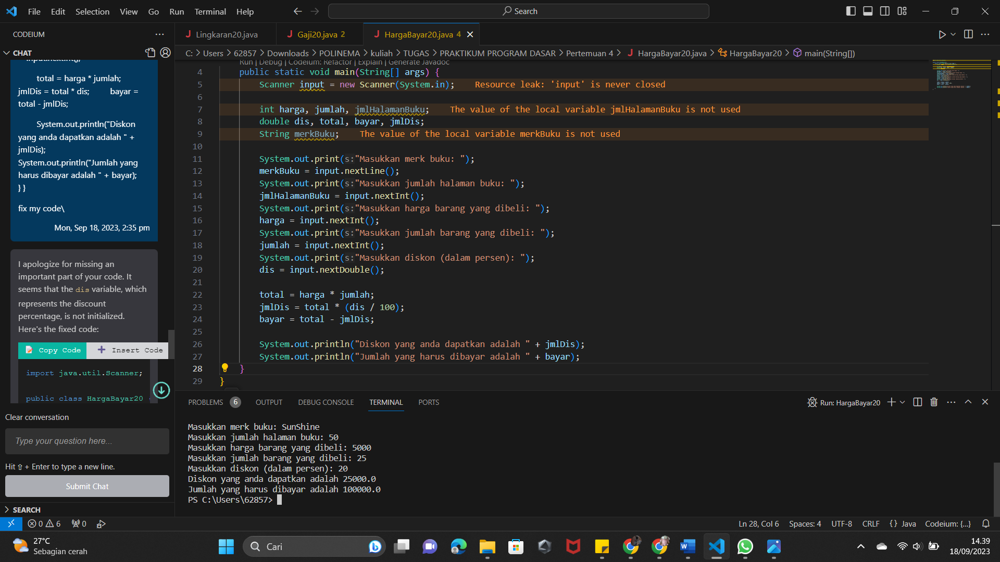 File Edit Selection View Go Run Terminal Help
Search
CODEIUM
Lingkaran20.java
Gaji20.java 2
HargaBayar20.java 4
CHAT
C: > Users > 62857 > Downloads > POLINEMA > kuliah > TUGAS > PRAKTIKUM PROGRAM DASAR > Pertemuan 4 > HargaBayar20.java > HargaBayar20 > main(String[])
input.nextInt();
total = harga * jumlah;
jmlDis = total * dis; bayar =
total - jmlDis;
System.out.println("Diskon
yang anda dapatkan adalah " +
jmlDis);
System.out.println("Jumlah yang
harus dibayar adalah " + bayar);
} }
fix my code\
Mon, Sep 18, 2023, 2:35 pm
I apologize for missing an
important part of your code. It
seems that the dis variable, which
represents the discount
percentage, is not initialized.
Here's the fixed code:
Copy Code
Insert Code
import java.util.Scanner;
public class HargaBayar20
Clear conversation
Type your question here...
Hit ⇧ + Enter to type a new line.
Submit Chat
SEARCH
Run | Debug | Codeium: Refactor | Explain | Generate Javadoc
4 public static void main(String[] args) {
5 Scanner input = new Scanner(System.in); Resource leak: 'input' is never closed
6
7 int harga, jumlah, jmlHalamanBuku; The value of the local variable jmlHalamanBuku is not used
8 double dis, total, bayar, jmlDis;
9 String merkBuku; The value of the local variable merkBuku is not used
10
11 System.out.print(s:"Masukkan merk buku: ");
12 merkBuku = input.nextLine();
13 System.out.print(s:"Masukkan jumlah halaman buku: ");
14 jmlHalamanBuku = input.nextInt();
15 System.out.print(s:"Masukkan harga barang yang dibeli: ");
16 harga = input.nextInt();
17 System.out.print(s:"Masukkan jumlah barang yang dibeli: ");
18 jumlah = input.nextInt();
19 System.out.print(s:"Masukkan diskon (dalam persen): ");
20 dis = input.nextDouble();
21
22 total = harga * jumlah;
23 jmlDis = total * (dis / 100);
24 bayar = total - jmlDis;
25
26 System.out.println("Diskon yang anda dapatkan adalah " + jmlDis);
27 System.out.println("Jumlah yang harus dibayar adalah " + bayar);
28 }
29 }
PROBLEMS 6 OUTPUT DEBUG CONSOLE TERMINAL PORTS
Run: HargaBayar20
Masukkan merk buku: SunShine
Masukkan jumlah halaman buku: 50
Masukkan harga barang yang dibeli: 5000
Masukkan jumlah barang yang dibeli: 25
Masukkan diskon (dalam persen): 20
Diskon yang anda dapatkan adalah 25000.0
Jumlah yang harus dibayar adalah 100000.0
PS C:\Users\62857>
0 6 0
Ln 28, Col 6 Spaces: 4 UTF-8 CRLF {} Java Codeium: {...}
27°C
Sebagian cerah
Cari
14.39
18/09/2023